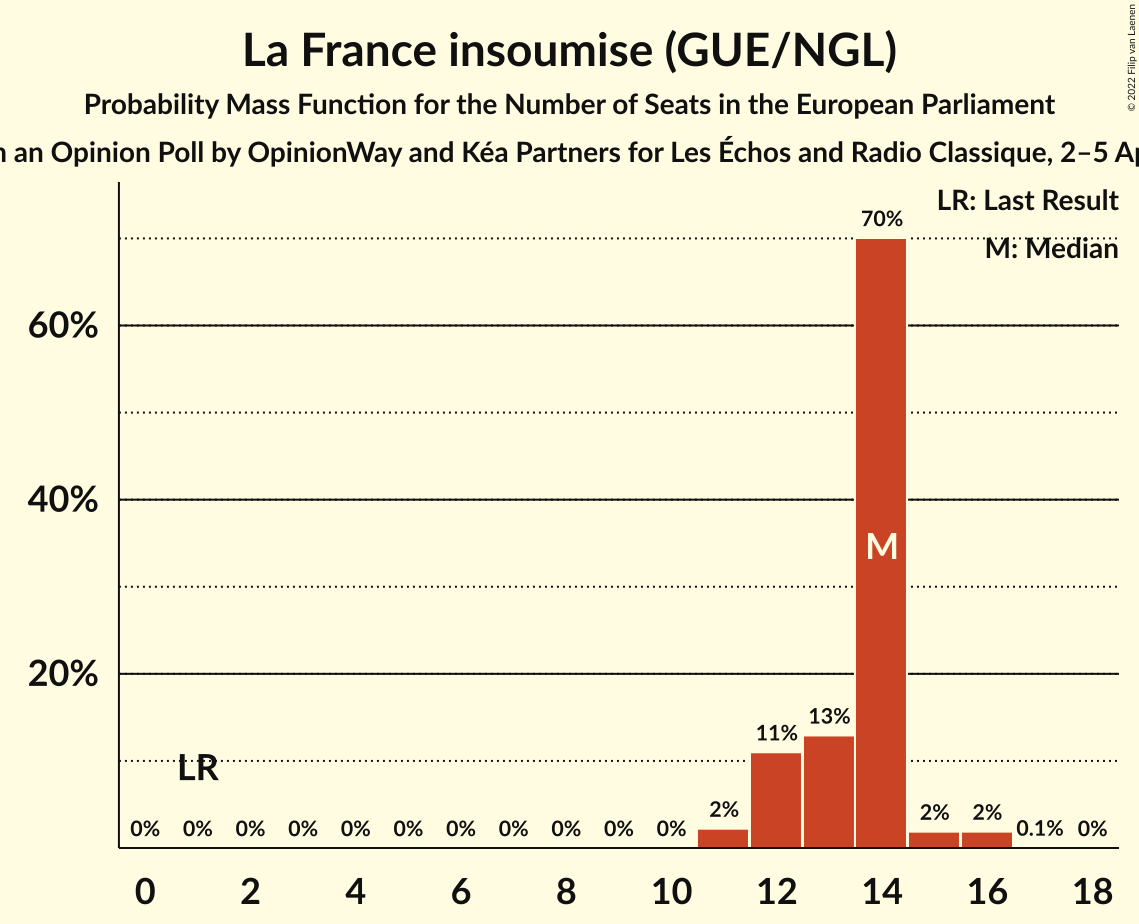 La France insoumise (GUE/NGL)
Probability Mass Function for the Number of Seats in the European Parliament
an Opinion Poll by OpinionWay and Kéa Partners for Les Échos and Radio Classique, 2–5
© 2022 Filip van Laenen
LR: Last Result
M: Median
70%
60%
40%
M
20%
13%
11%
LR
2%
2% 2%
0% 0% 0% 0% 0% 0% 0% 0% 0% 0% 0% 0.1% 0%
0 2 4 6 8 10 12 14 16 18